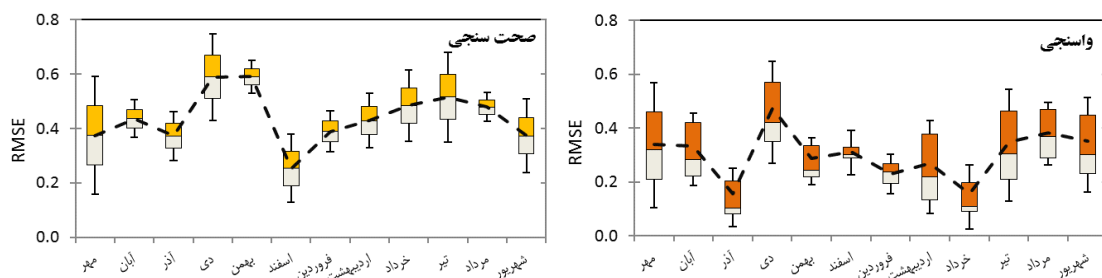 صحت سنجی
RMSE
0.8
0.6
0.4
0.2
0.0
مهر
آبان
آذر
دی
بهمن
اسفند
فروردین
اردیبهشت
خرداد
تیر
مرداد
شهریور
واسنجی
RMSE
0.8
0.6
0.4
0.2
0.0
مهر
آبان
آذر
دی
بهمن
اسفند
فروردین
اردیبهشت
خرداد
تیر
مرداد
شهریور